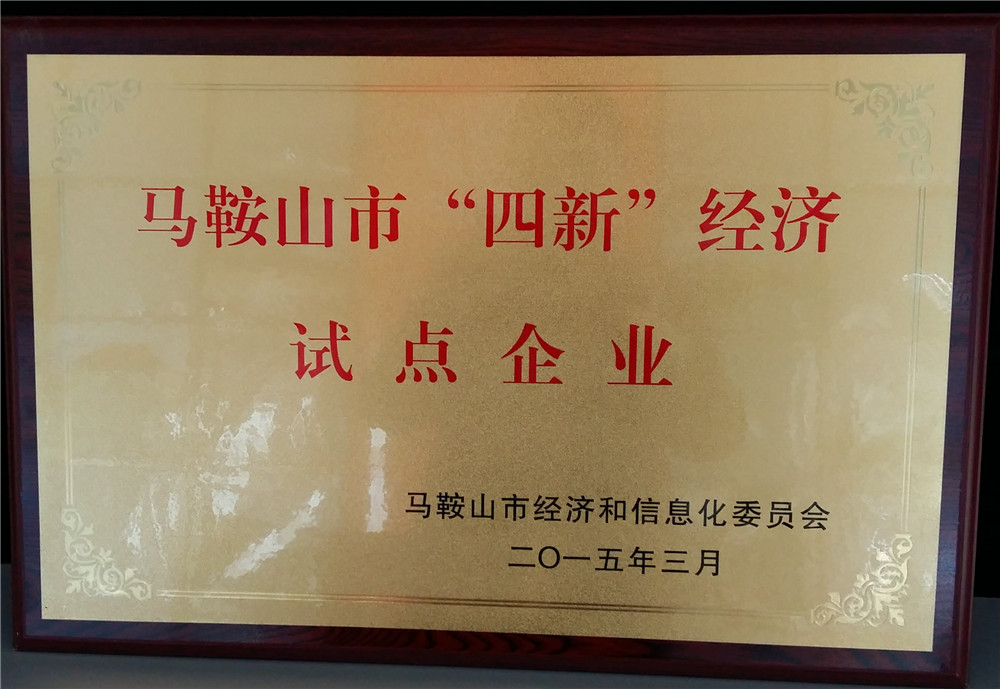 马鞍山市“四新”经济
试点企业
马鞍山市经济和信息化委员会
二〇一五年三月